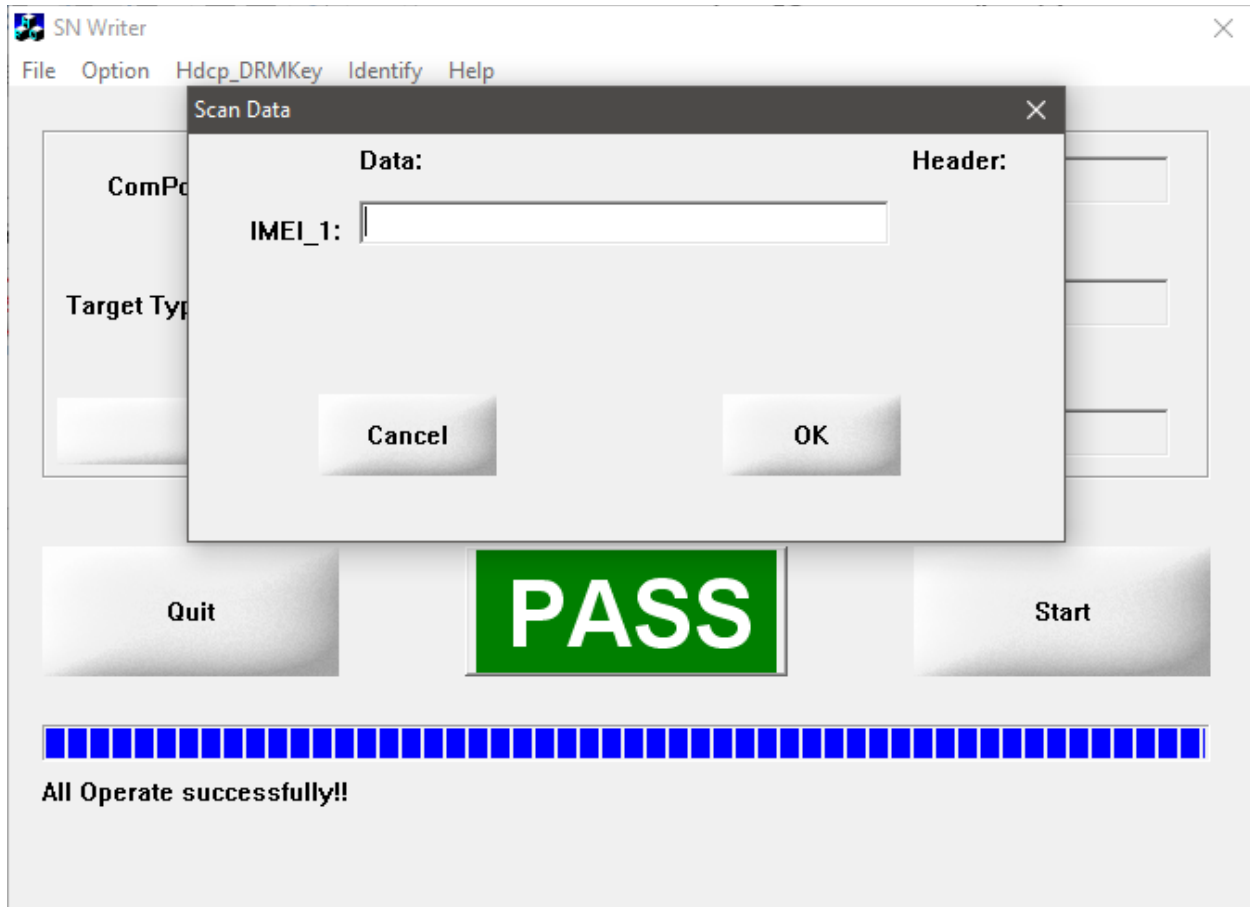 SN Writer
File Option Hdcp_DRMKey Identify Help
Scan Data
Data: Header:
IMEI_1:
Cancel OK
Quit PASS Start
All Operate successfully!!